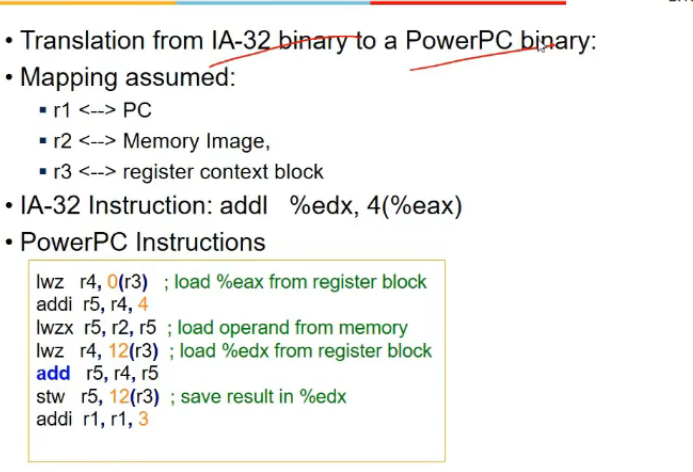 • Translation from IA-32 binary to a PowerPC binary:
• Mapping assumed:
▪ r1 <--> PC
▪ r2 <--> Memory Image,
▪ r3 <--> register context block
• IA-32 Instruction: addl %edx, 4(%eax)
• PowerPC Instructions
lwz r4, 0(r3) ; load %eax from register block
addi r5, r4, 4
lwzx r5, r2, r5 ; load operand from memory
lwz r4, 12(r3) ; load %edx from register block
add r5, r4, r5
stw r5, 12(r3) ; save result in %edx
addi r1, r1, 3